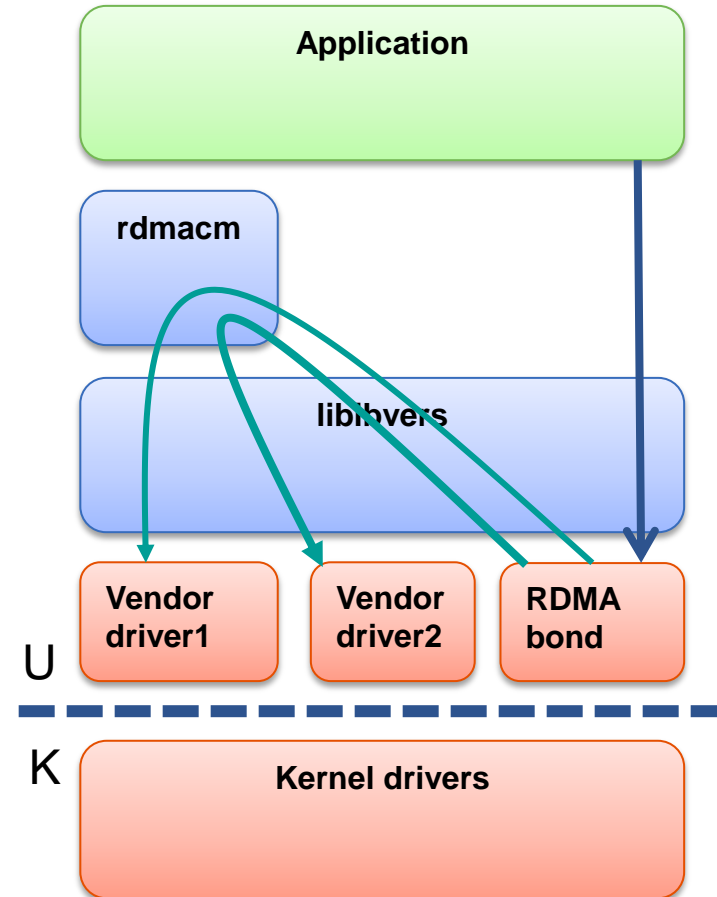 Application
rdmacm
libibvers
Vendor
driver1
Vendor
driver2
RDMA
bond
U
K
Kernel drivers